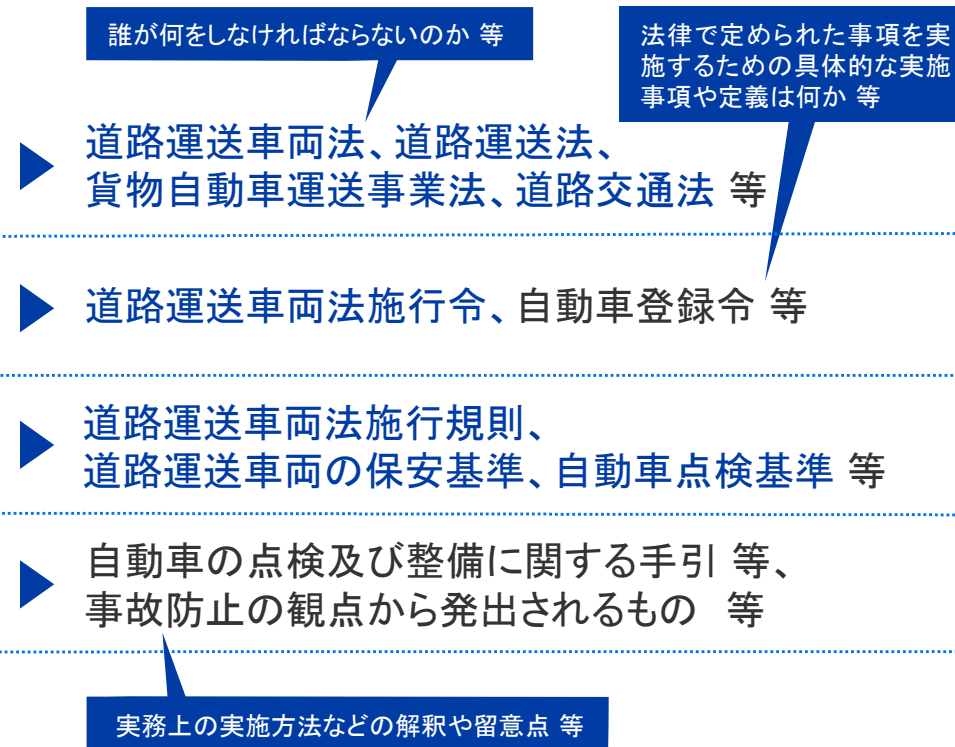 誰が何をしなければならないのか 等
法律で定められた事項を実
施するための具体的な実施
事項や定義は何か 等
道路運送車両法、道路運送法、
貨物自動車運送事業法、道路交通法 等
道路運送車両法施行令、自動車登録令 等
道路運送車両法施行規則、
道路運送車両の保安基準、自動車点検基準 等
自動車の点検及び整備に関する手引 等、
事故防止の観点から発出されるもの 等
実務上の実施方法などの解釈や留意点 等